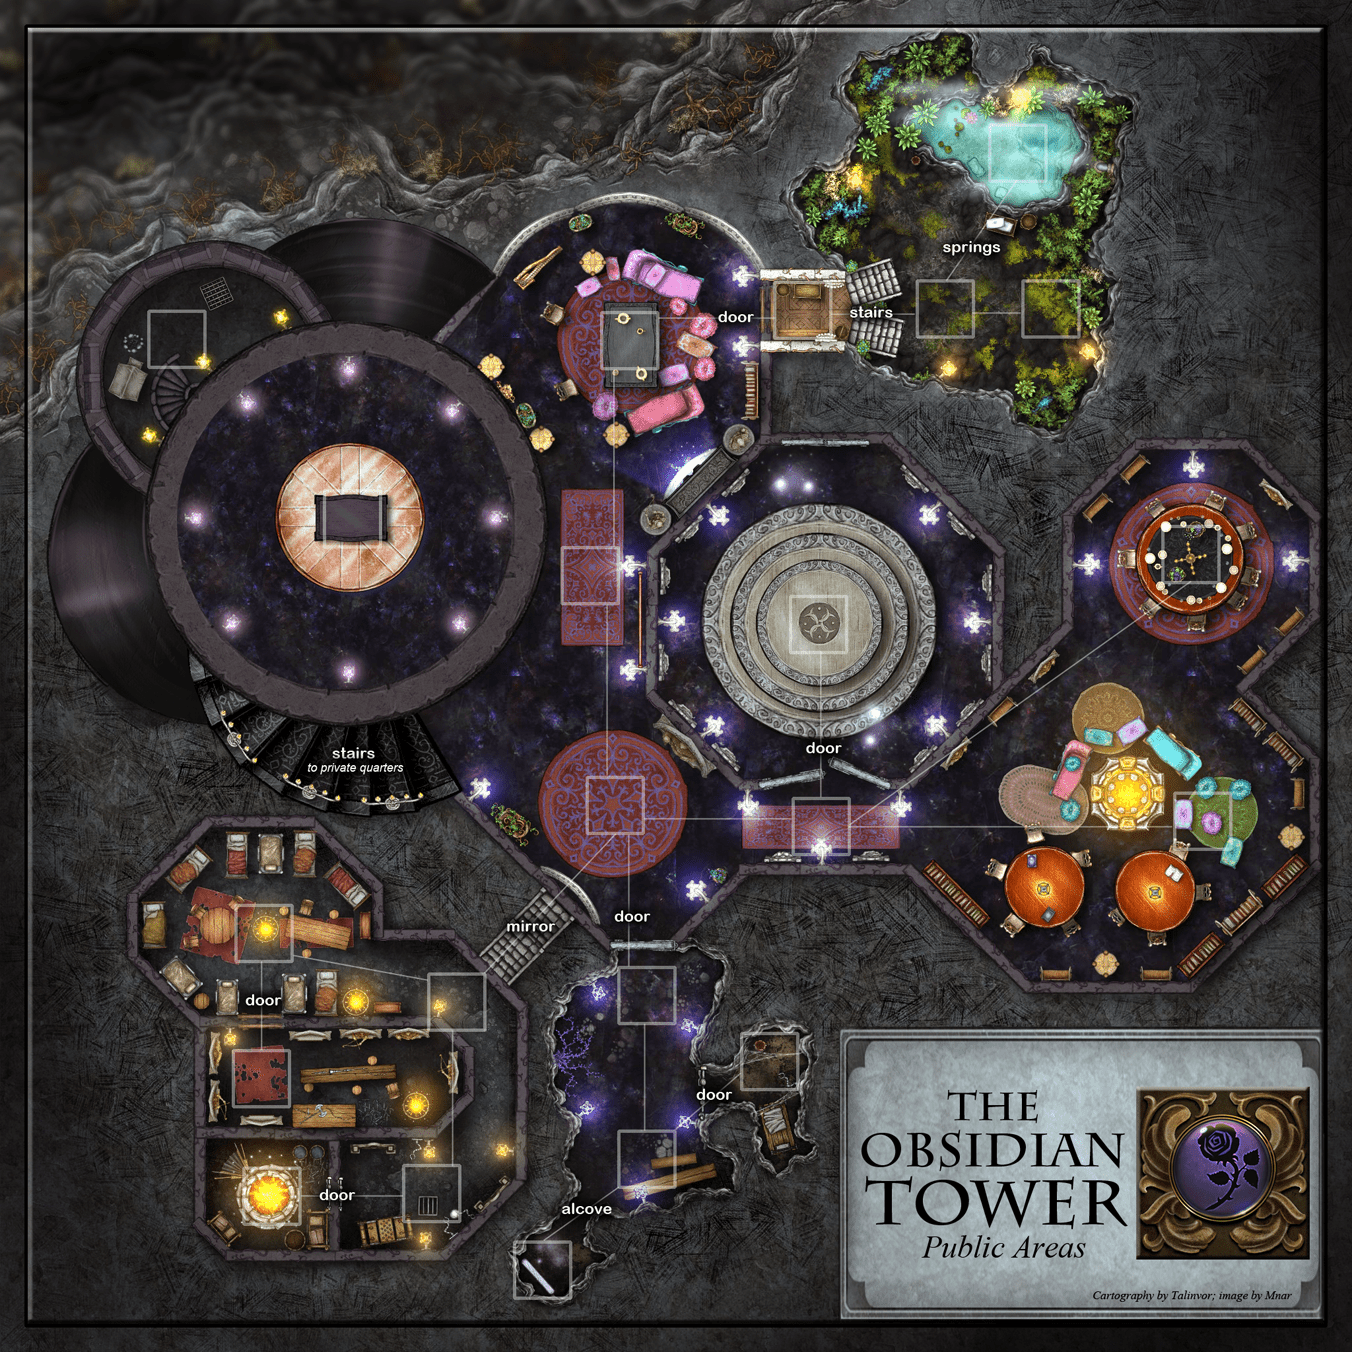 springs
door
stairs
door
stairs
to private quarters
mirror
door
door
door
alcove
door
THE
OBSIDIAN
TOWER
Public Areas
Cartography by Talinvor; image by Mnar